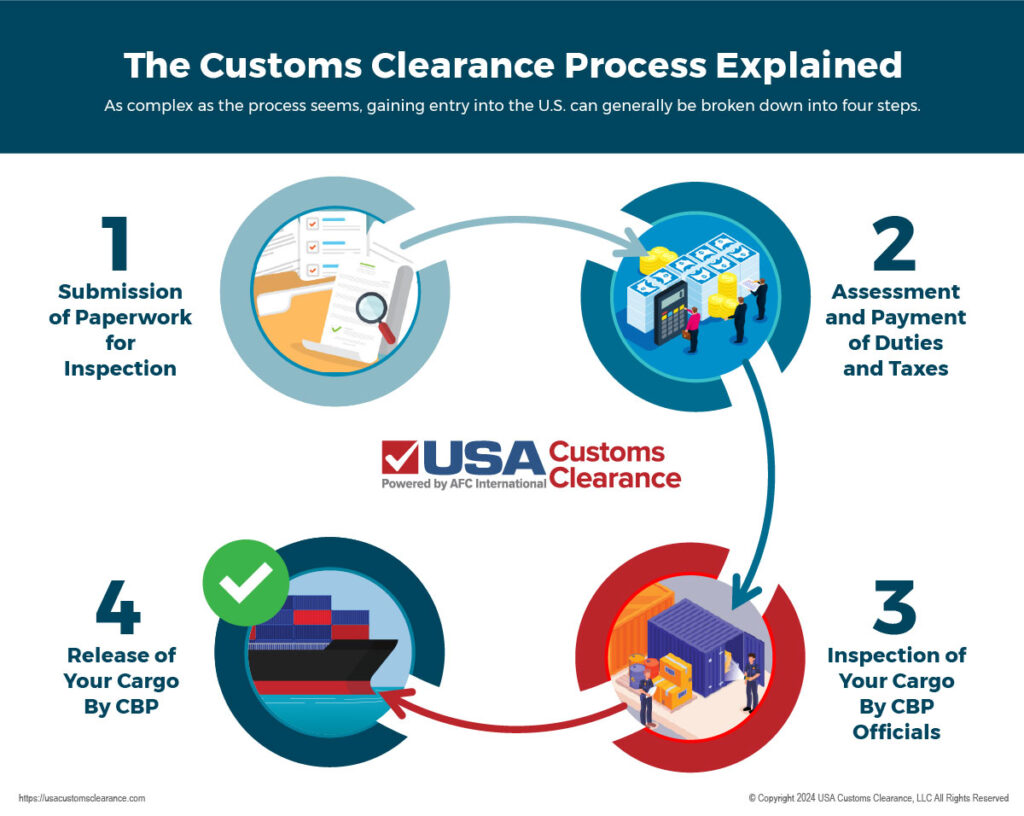 The Customs Clearance Process Explained
As complex as the process seems, gaining entry into the U.S. can generally be broken down into four steps.
1
Submission
of Paperwork
for
Inspection
2
Assessment
and Payment
of Duties
and Taxes
USA Customs
Clearance
Powered by AFC International
3
Inspection of
Your Cargo
By CBP
Officials
4
Release of
Your Cargo
By CBP
https://usacustomsclearance.com
© Copyright 2024 USA Customs Clearance, LLC All Rights Reserved